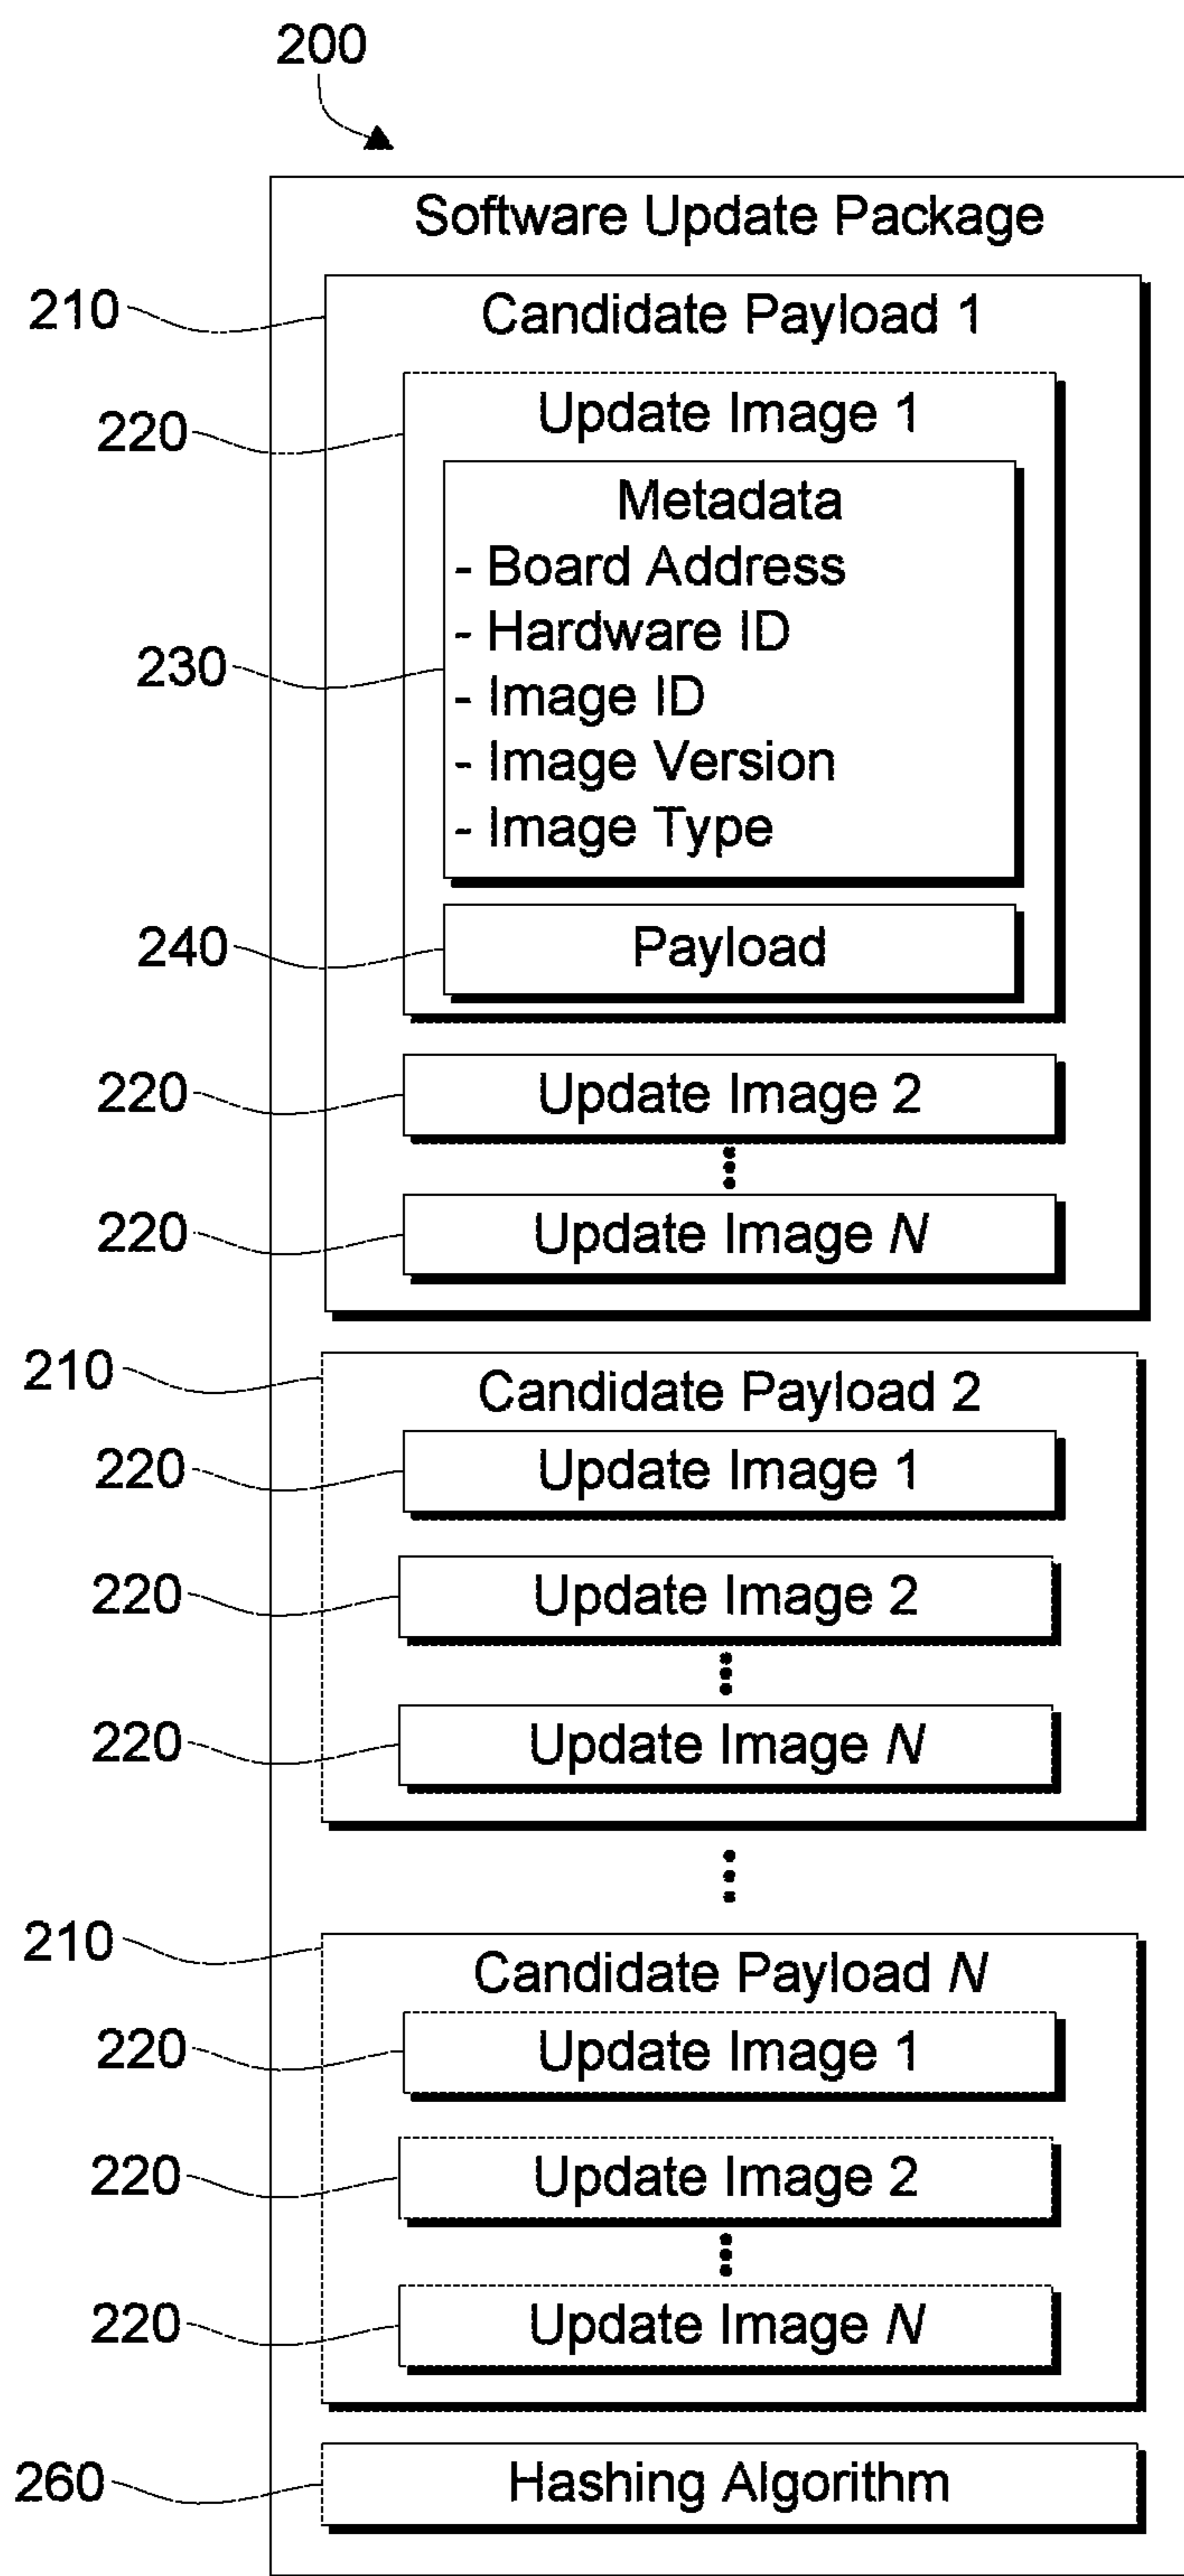 200
Software Update Package
210
Candidate Payload 1
220
Update Image 1
Metadata
- Board Address
- Hardware ID
230
- Image ID
- Image Version
- Image Type
240
Payload
220
Update Image 2
220
Update Image N
210
Candidate Payload 2
220
Update Image 1
220
Update Image 2
220
Update Image N
210
Candidate Payload N
220
Update Image 1
220
Update Image 2
220
Update Image N
260
Hashing Algorithm